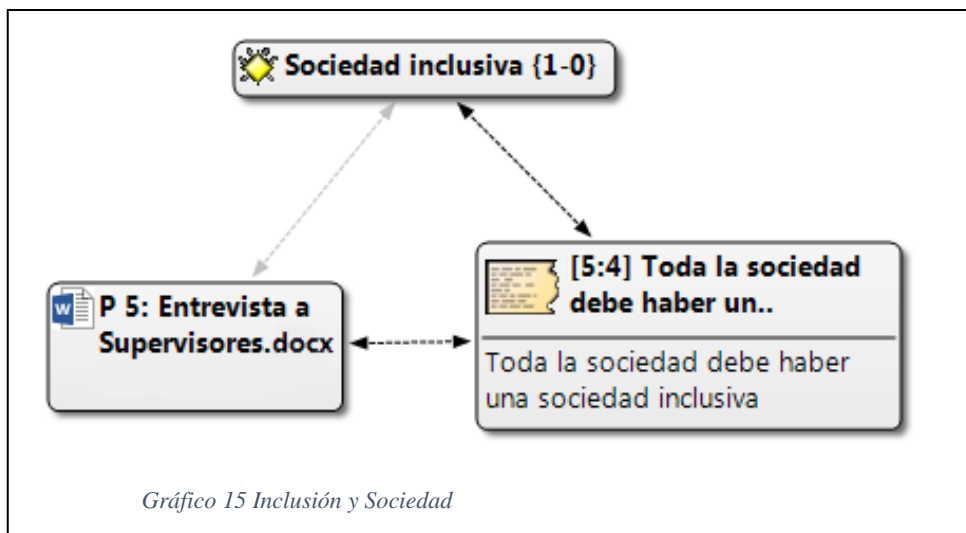 Sociedad inclusiva {1-0}
P 5: Entrevista a
Supervisores.docx
[5:4] Toda la sociedad
debe haber un..
Toda la sociedad debe haber
una sociedad inclusiva
Gráfico 15 Inclusión y Sociedad